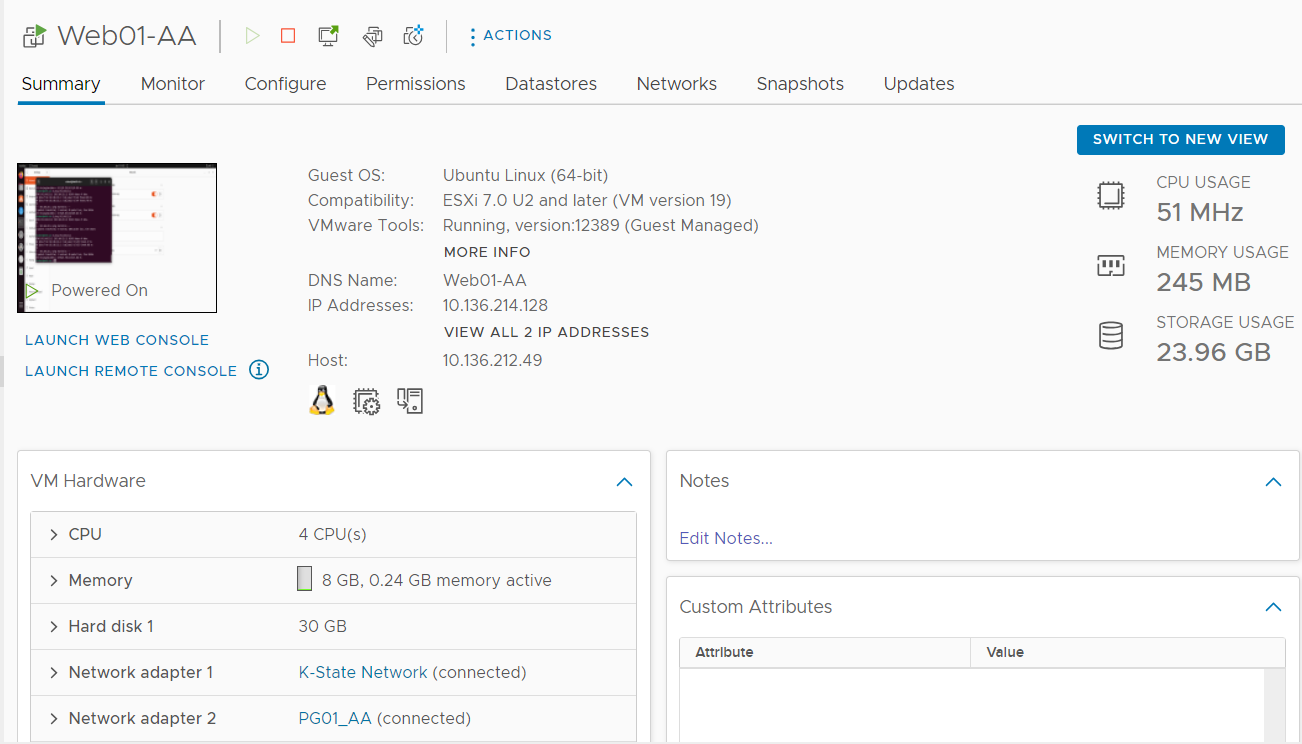 Web01-AA
ACTIONS
Summary Monitor Configure Permissions Datastores Networks Snapshots Updates
SWITCH TO NEW VIEW
Powered On
LAUNCH WEB CONSOLE
LAUNCH REMOTE CONSOLE
Guest OS: Ubuntu Linux (64-bit)
Compatibility: ESXi 7.0 U2 and later (VM version 19)
VMware Tools: Running, version:12389 (Guest Managed)
MORE INFO
DNS Name: Web01-AA
IP Addresses: 10.136.214.128
VIEW ALL 2 IP ADDRESSES
Host: 10.136.212.49
CPU USAGE
51 MHz
MEMORY USAGE
245 MB
STORAGE USAGE
23.96 GB
VM Hardware
CPU 4 CPU(s)
Memory 8 GB, 0.24 GB memory active
Hard disk 1 30 GB
Network adapter 1 K-State Network (connected)
Network adapter 2 PG01_AA (connected)
Notes
Edit Notes...
Custom Attributes
Attribute Value